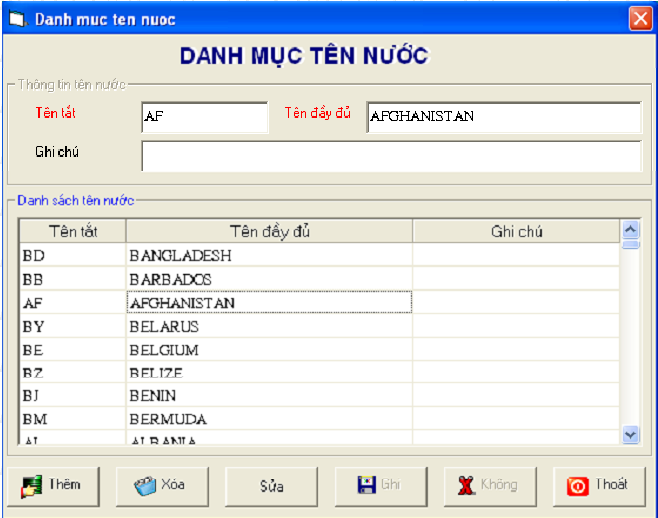 Danh muc ten nuoc
DANH MỤC TÊN NƯỚC
Thông tin tên nước
Tên tắt AF Tên đầy đủ AFGHANISTAN
Ghi chú
Danh sách tên nước
Tên tắt Tên đầy đủ Ghi chú
BD BANGLADESH
BB BARBADOS
AF AFGHANISTAN
BY BELARUS
BE BELGIUM
BZ BELIZE
BJ BENIN
BM BERMUDA
AL ALBANIA
Thêm Xóa Sửa Ghi Không Thoát